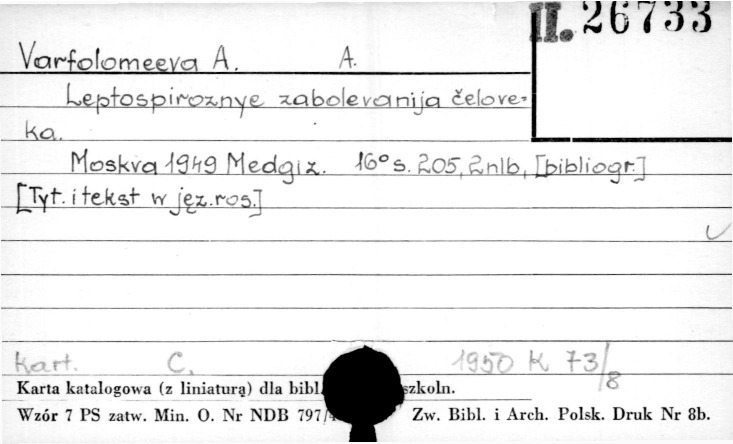 II. 26733
Varfolomeeva A. A.
Leptospiroznye zabolevanija čelove-
ka.
Moskva 1949 Medgiz. 16° s. 205, 2 nlb, [bibliogr.]
[Tyt. i tekst w jęz. ros.]
kart. C. 1950 K 73/8
Karta katalogowa (z liniaturą) dla bibl. szkoln.
Wzór 7 PS zatw. Min. O. Nr NDB 797/ Zw. Bibl. i Arch. Polsk. Druk Nr 8b.